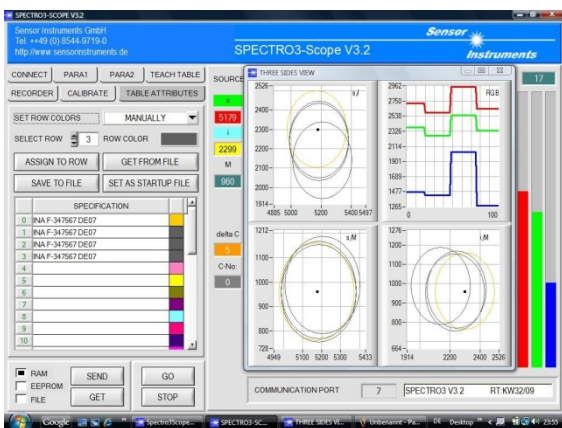 SPECTRO3-SCOPE V3.2
Sensor Instruments GmbH
Tel. ++49 (0) 8544-9719-0
http://www.sensorinstruments.de
SPECTRO3-Scope V3.2
Sensor
Instruments
CONNECT PARA1 PARA2 TEACH TABLE
RECORDER CALIBRATE TABLE ATTRIBUTES
SET ROW COLORS MANUALLY
SELECT ROW 3 ROW COLOR
ASSIGN TO ROW GET FROM FILE
SAVE TO FILE SET AS STARTUP FILE
SPECIFICATION
0 INA F-347567 DE07
1 INA F-347567 DE07
2 INA F-347567 DE07
3 INA F-347567 DE07
4
5
6
7
8
9
10
RAM
EEPROM
FILE
SEND GO
GET STOP
SOURCE
s
5179
i
2299
M
960
delta C
5
C-No:
0
17
THREE SIDES VIEW
2526
2400
2300
2200
2100
2000
1914
4885 5000 5200 5400 5497
RGB
2962
2750
2538
2326
2114
1901
1689
1477
1265
0 100
s,M
1212
1100
1000
900
800
728
4949 5100 5200 5300 5433
i,M
1276
1200
1100
1000
900
800
664
1914 2200 2400 2526
COMMUNICATION PORT 7 SPECTRO3 V3.2 RT:KW32/09
Google Spectro3Scope... SPECTRO3-SC... THREE SIDES VI... Unbenannt - Pa... DE Desktop 23:55